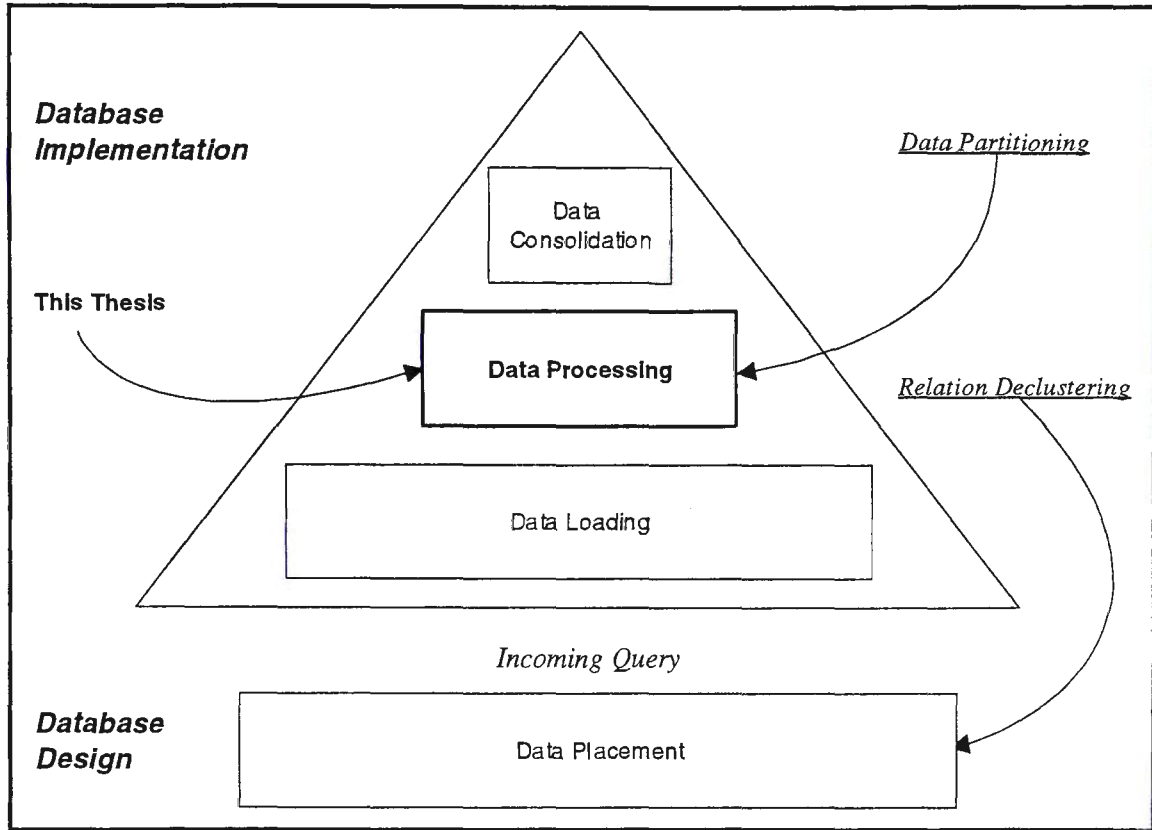 Database
Implementation
Data Partitioning
Data
Consolidation
This Thesis
Data Processing
Relation Declustering
Data Loading
Incoming Query
Database
Design
Data Placement